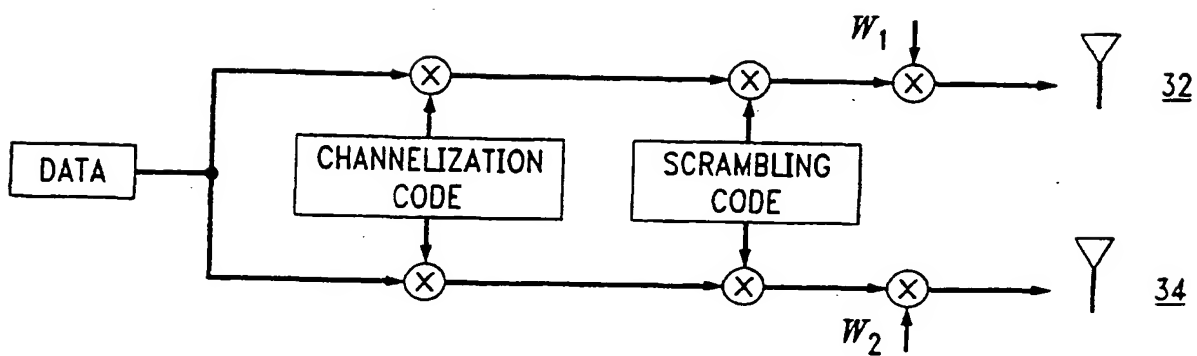 W1
32
DATA
CHANNELIZATION
CODE
SCRAMBLING
CODE
34
W2